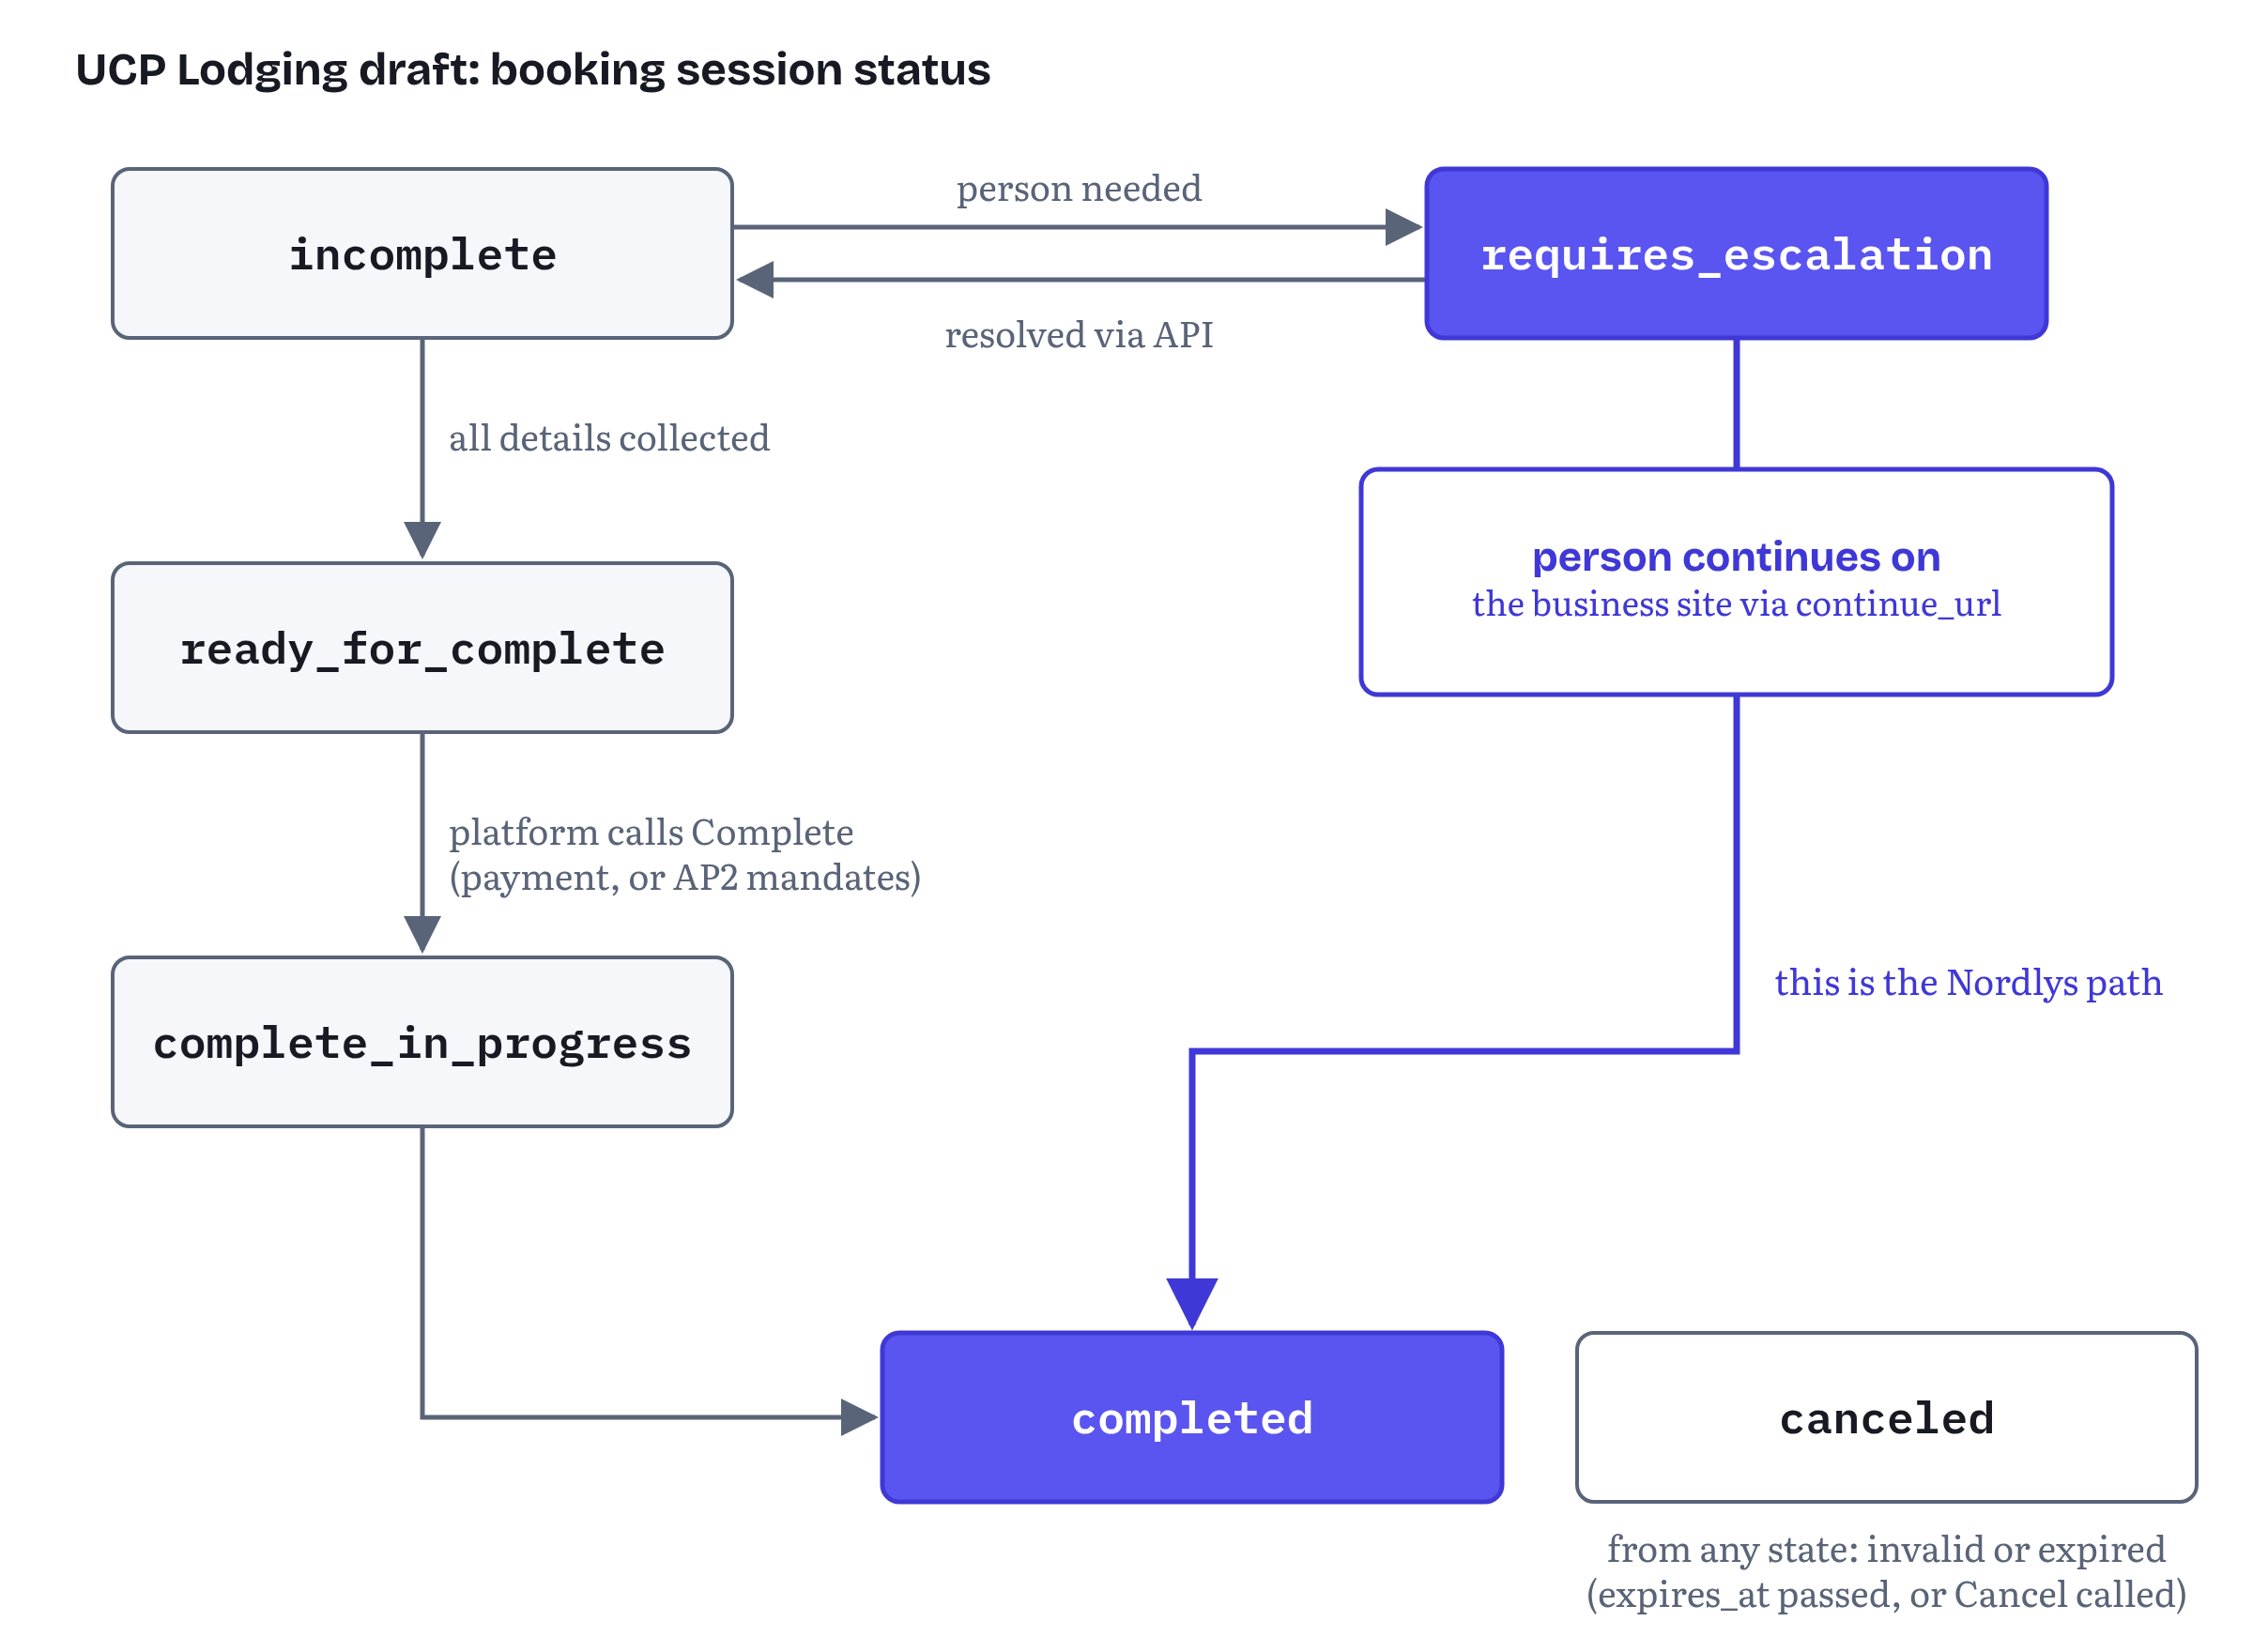 UCP Lodging draft: booking session status
incomplete
person needed
resolved via API
requires_escalation
all details collected
person continues on
the business site via continue_url
ready_for_complete
platform calls Complete
(payment, or AP2 mandates)
this is the Nordlys path
complete_in_progress
completed
canceled
from any state: invalid or expired
(expires_at passed, or Cancel called)